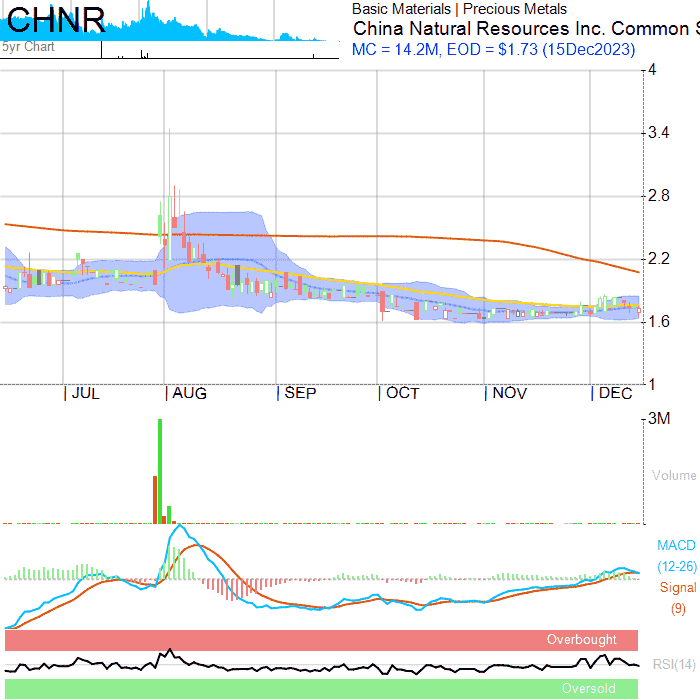 CHNR
5yr Chart
Basic Materials | Precious Metals
China Natural Resources Inc. Common S
MC = 14.2M, EOD = $1.73 (15Dec2023)
4
3.4
2.8
2.2
1.6
1
JUL AUG SEP OCT NOV DEC
3M
Volume
MACD
(12-26)
Signal
(9)
Overbought
RSI(14)
Oversold